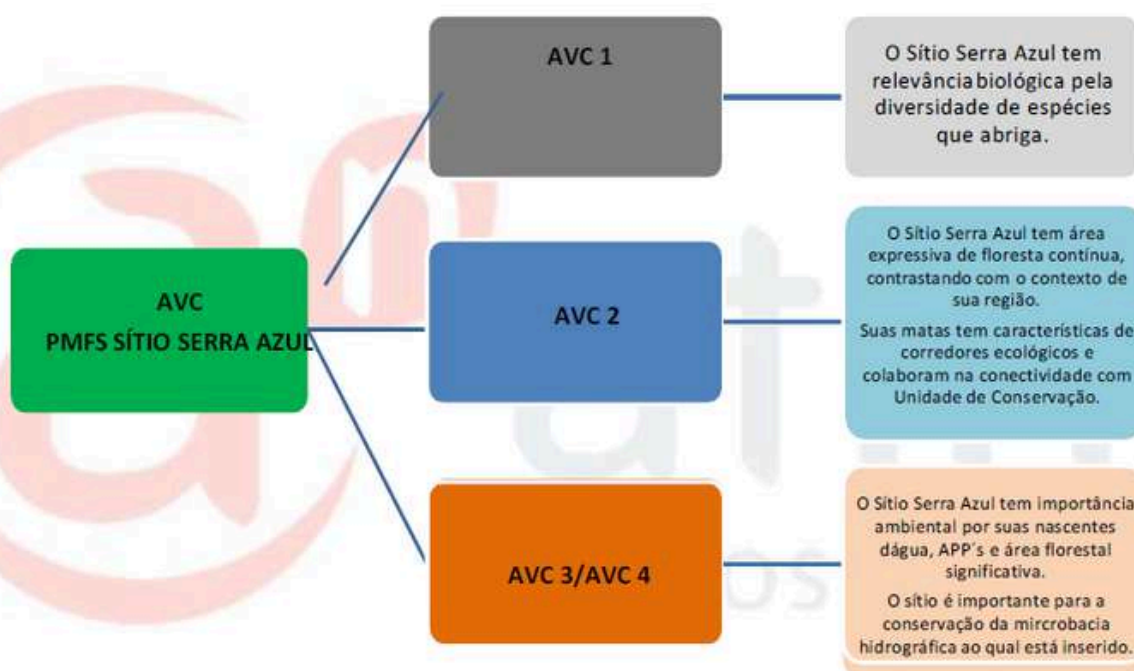 AVC 1
O Sítio Serra Azul tem
relevância biológica pela
diversidade de espécies
que abriga.
AVC
PMFS SÍTIO SERRA AZUL
AVC 2
O Sítio Serra Azul tem área
expressiva de floresta contínua,
contrastando com o contexto de
sua região.
Suas matas tem características de
corredores ecológicos e
colaboram na conectividade com
Unidade de Conservação.
AVC 3/AVC 4
O Sítio Serra Azul tem importância
ambiental por suas nascentes
dágua, APP´s e área florestal
significativa.
O sítio é importante para a
conservação da mircrobacia
hidrográfica ao qual está inserido.